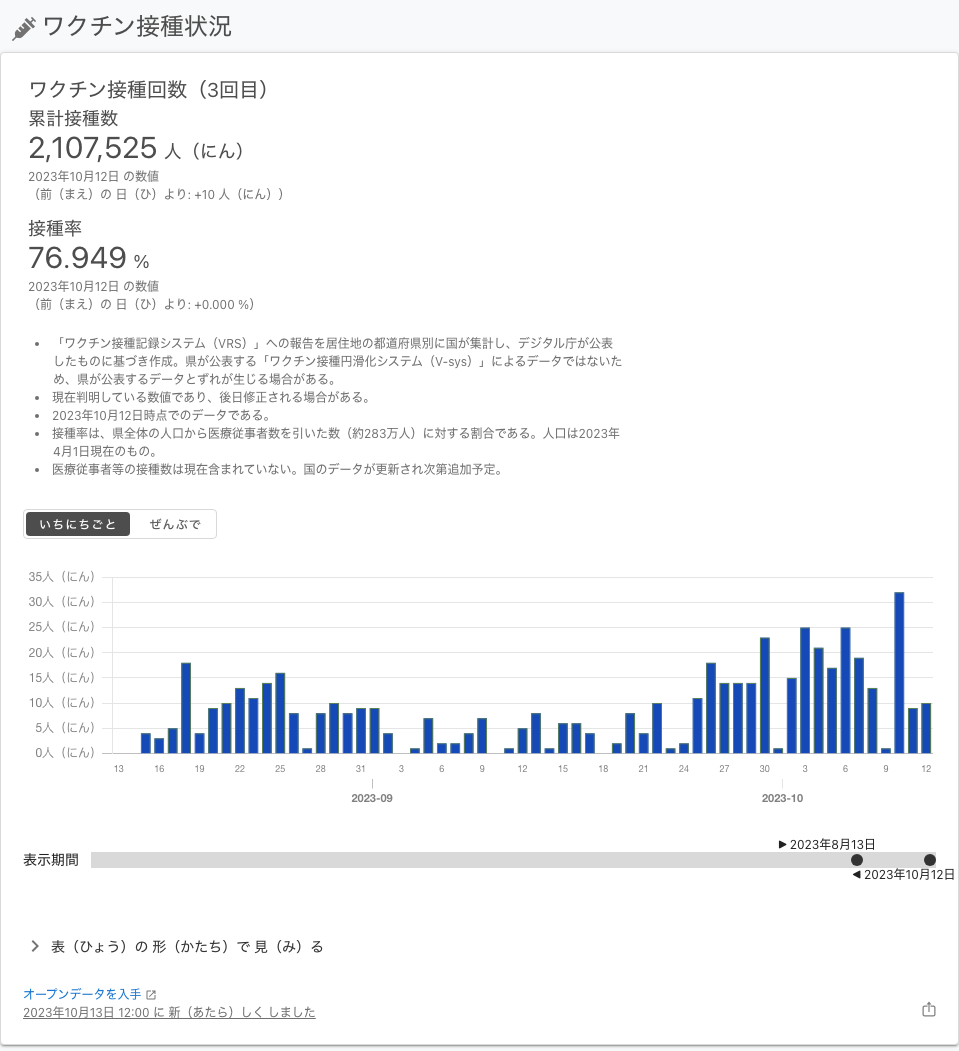 ワクチン接種状況
ワクチン接種回数（3回目）
累計接種数
2,107,525 人（にん）
2023年10月12日 の数値
（前（まえ）の 日（ひ）より: +10 人（にん））
接種率
76.949 %
2023年10月12日 の数値
（前（まえ）の 日（ひ）より: +0.000 %）
• 「ワクチン接種記録システム（VRS）」への報告を居住地の都道府県別に国が集計し、デジタル庁が公表
したものに基づき作成。県が公表する「ワクチン接種円滑化システム（V-sys）」によるデータではないた
め、県が公表するデータとずれが生じる場合がある。
• 現在判明している数値であり、後日修正される場合がある。
• 2023年10月12日時点でのデータである。
• 接種率は、県全体の人口から医療従事者数を引いた数（約283万人）に対する割合である。人口は2023年
4月1日現在のもの。
• 医療従事者等の接種数は現在含まれていない。国のデータが更新され次第追加予定。
いちにちごと ぜんぶで
35人（にん）
30人（にん）
25人（にん）
20人（にん）
15人（にん）
10人（にん）
5人（にん）
0人（にん）
13 16 19 22 25 28 31 3 6 9 12 15 18 21 24 27 30 3 6 9 12
2023-09 2023-10
▶ 2023年8月13日
表示期間
◀ 2023年10月12日
表（ひょう）の 形（かたち）で 見（み）る
オープンデータを入手
2023年10月13日 12:00 に 新（あたら）しく しました